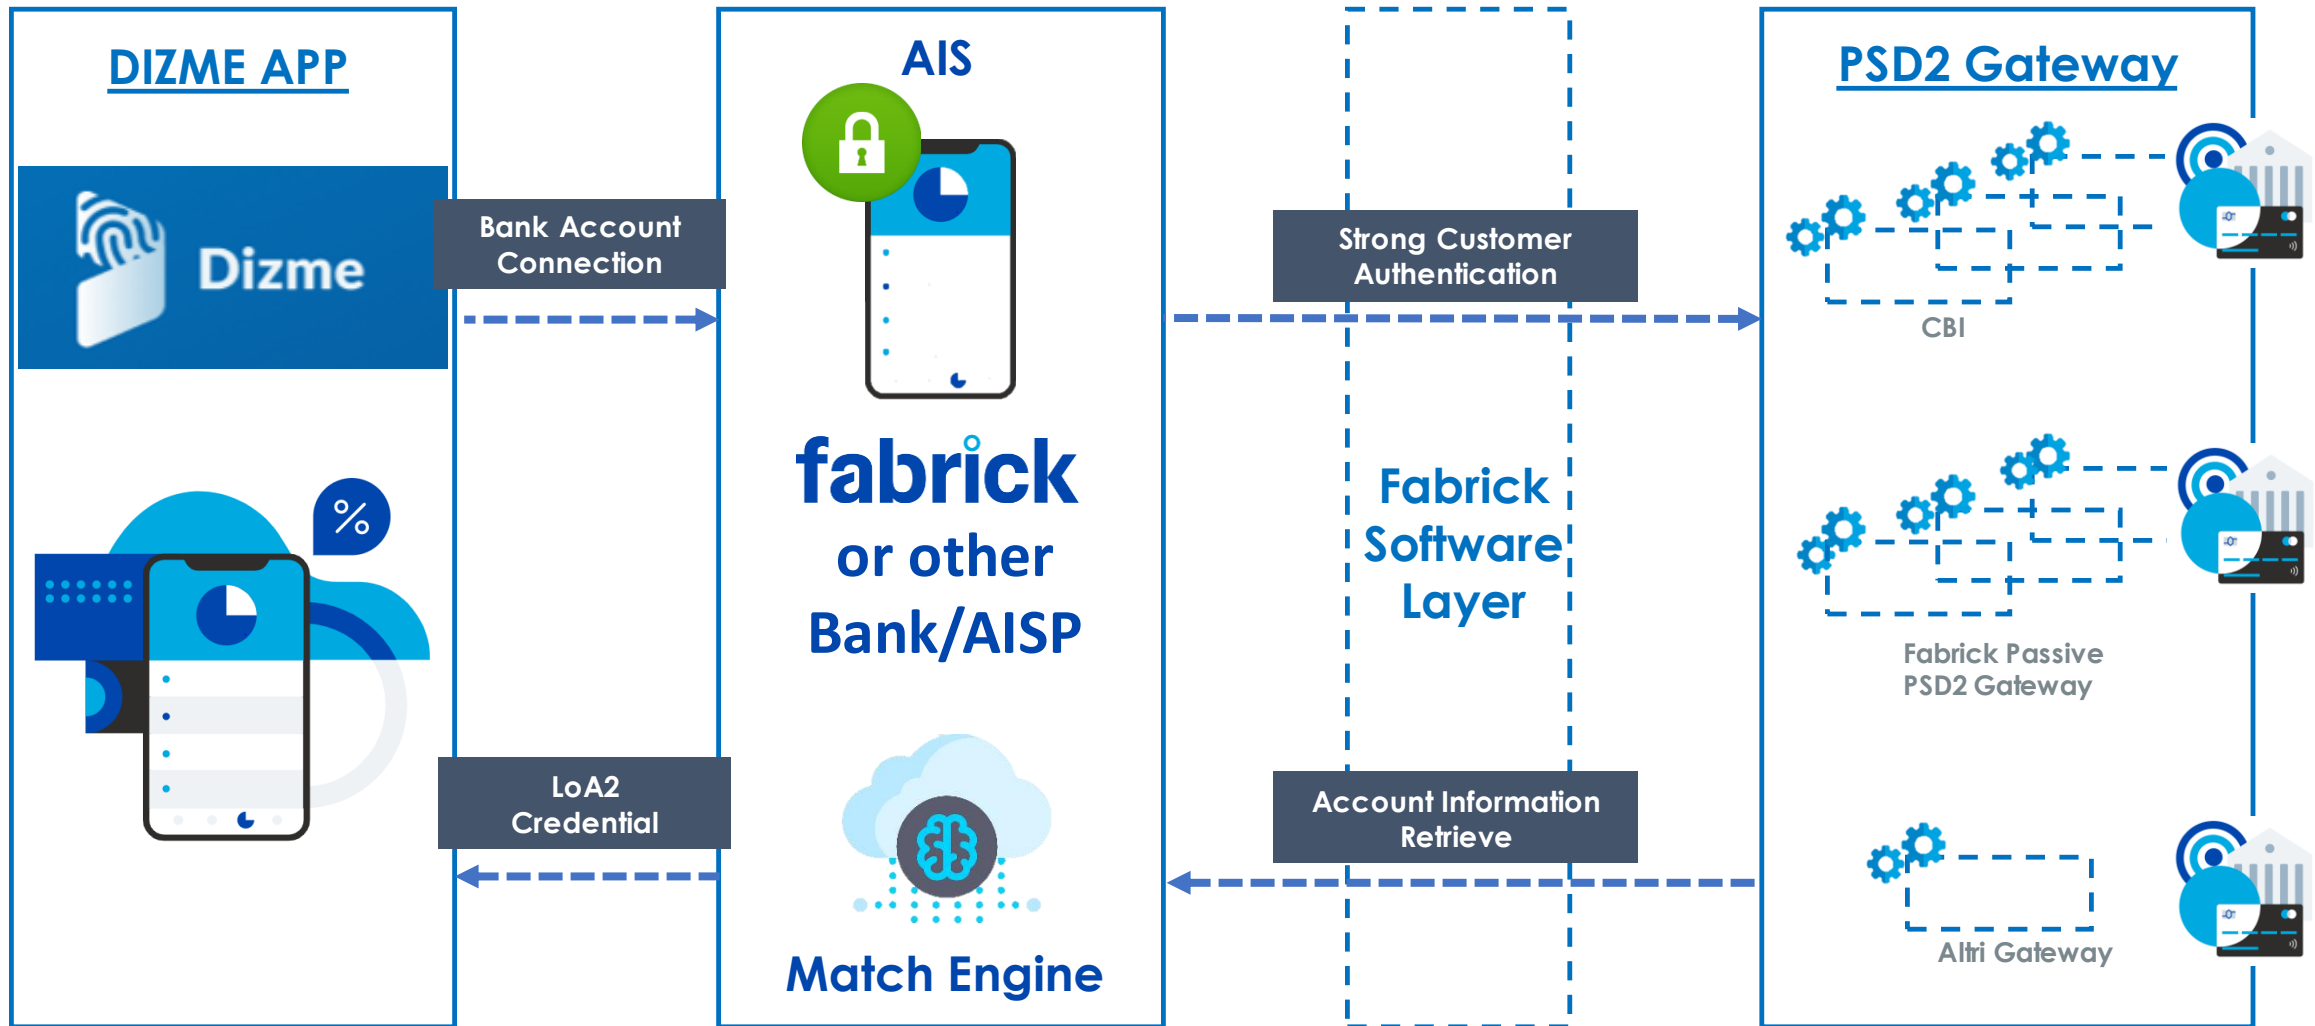 DIZME APP
Dizme
%
Bank Account
Connection
LoA2
Credential
AIS
fabrick
or other
Bank/AISP
Match Engine
Strong Customer
Authentication
Fabrick
Software
Layer
Account Information
Retrieve
PSD2 Gateway
CBI
Fabrick Passive
PSD2 Gateway
Altri Gateway